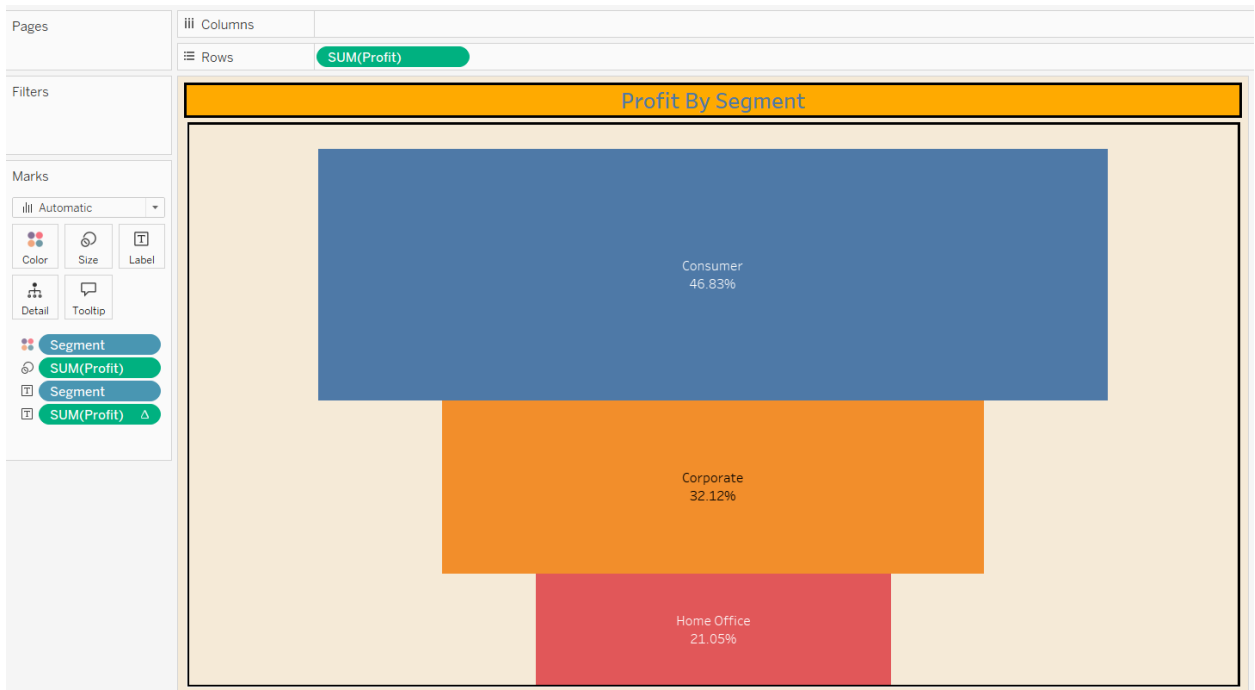 Pages
Columns
Rows
SUM(Profit)
Filters
Marks
Automatic
Color
Size
Label
Detail
Tooltip
Segment
SUM(Profit)
Segment
SUM(Profit) Δ
Profit By Segment
Consumer
46.83%
Corporate
32.12%
Home Office
21.05%